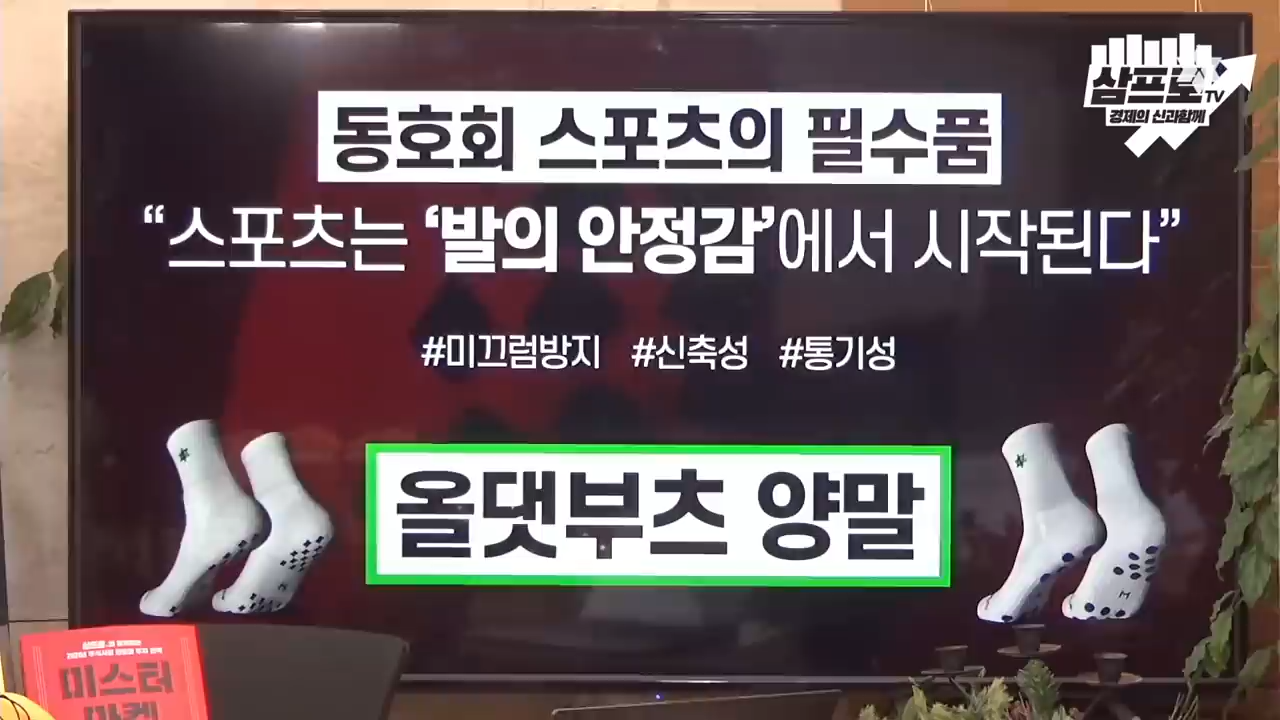 삼프로TV
경제의 신과함께
동호회 스포츠의 필수품
“스포츠는 ‘발의 안정감’에서 시작된다”
#미끄럼방지 #신축성 #통기성
올댓부츠 양말
M
M
미스터
마켓